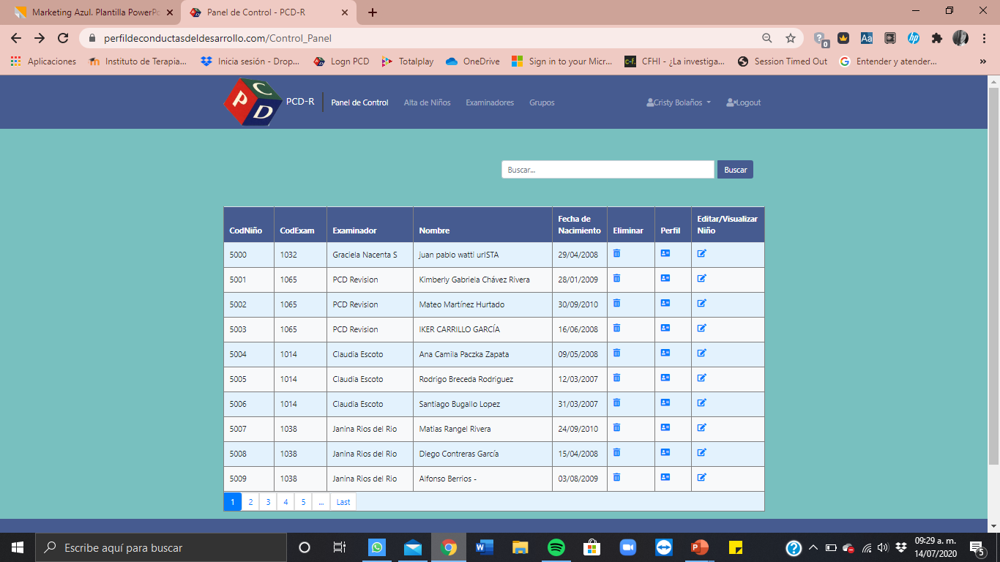 Marketing Azul. Plantilla PowerPo
Panel de Control - PCD-R
perfildeconductasdeldesarrollo.com/Control_Panel
Aplicaciones Instituto de Terapia... Inicia sesión - Drop... Logn PCD Totalplay OneDrive Sign in to your Micr... CFHI - ¿La investiga... Session Timed Out Entender y atender... »
P C D PCD-R Panel de Control Alta de Niños Examinadores Grupos Cristy Bolaños Logout
Buscar... Buscar
CodNiño CodExam Examinador Nombre Fecha de Nacimiento Eliminar Perfil Editar/Visualizar Niño
5000 1032 Graciela Nacenta S juan pablo watti urISTA 29/04/2008
5001 1065 PCD Revision Kimberly Gabriela Chávez Rivera 28/01/2009
5002 1065 PCD Revision Mateo Martínez Hurtado 30/09/2010
5003 1065 PCD Revision IKER CARRILLO GARCÍA 16/06/2008
5004 1014 Claudia Escoto Ana Camila Paczka Zapata 09/05/2008
5005 1014 Claudia Escoto Rodrigo Breceda Rodriguez 12/03/2007
5006 1014 Claudia Escoto Santiago Bugallo Lopez 31/03/2007
5007 1038 Janina Rios del Rio Matias Rangel Rivera 24/09/2010
5008 1038 Janina Rios del Rio Diego Contreras García 15/04/2008
5009 1038 Janina Rios del Rio Alfonso Berrios - 03/08/2009
1 2 3 4 5 ... Last
Escribe aquí para buscar
09:29 a. m.
14/07/2020
5